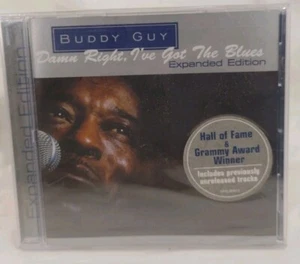 BUDDY GUY
Damn Right, I've Got The Blues
Expanded Edition
Expanded Edition
Hall of Fame
&
Grammy Award
Winner
Includes previously
unreleased tracks